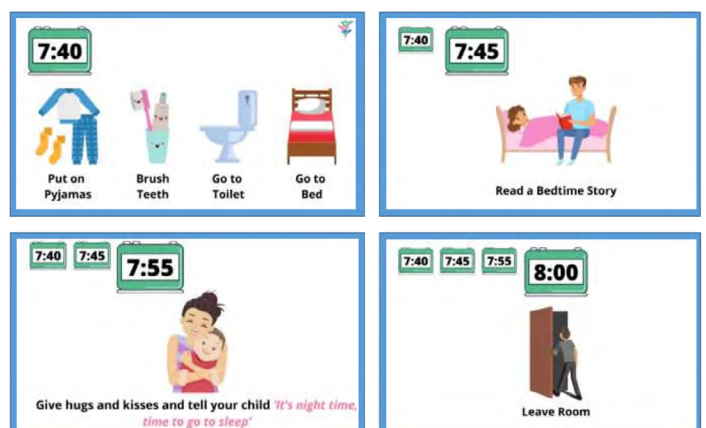 7:40
Put on
Pyjamas
Brush
Teeth
Go to
Toilet
Go to
Bed
7:40
7:45
Read a Bedtime Story
7:40
7:45
7:55
Give hugs and kisses and tell your child 'It's night time,
time to go to sleep'
7:40
7:45
7:55
8:00
Leave Room